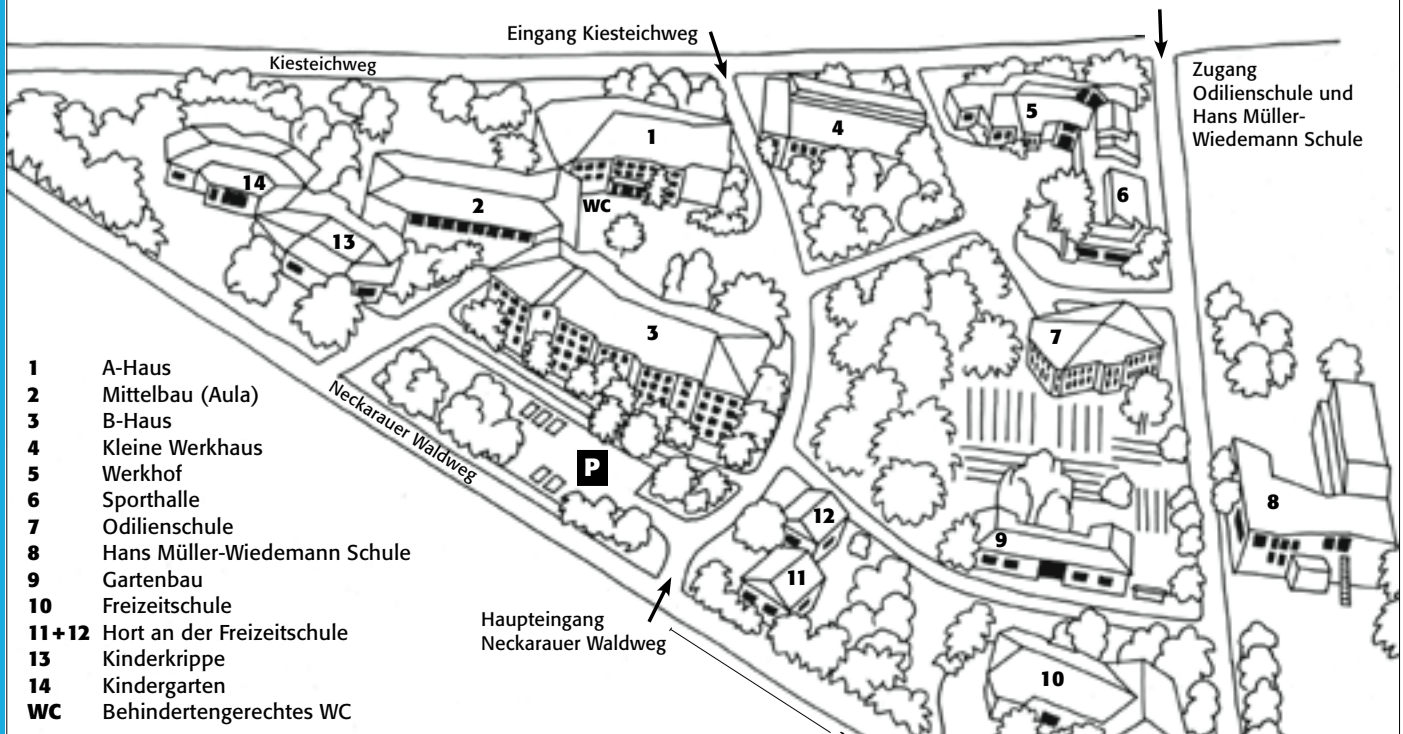 Eingang Kiesteichweg
Kiesteichweg
Zugang
Odilienschule und
Hans Müller-
Wiedemann Schule
1
4
5
6
14
2
WC
13
3
7
P
Neckarauer Waldweg
12
11
9
8
10
Haupteingang
Neckarauer Waldweg
1 A-Haus
2 Mittelbau (Aula)
3 B-Haus
4 Kleine Werkhaus
5 Werkhof
6 Sporthalle
7 Odilienschule
8 Hans Müller-Wiedemann Schule
9 Gartenbau
10 Freizeitschule
11+12 Hort an der Freizeitschule
13 Kinderkrippe
14 Kindergarten
WC Behindertengerechtes WC